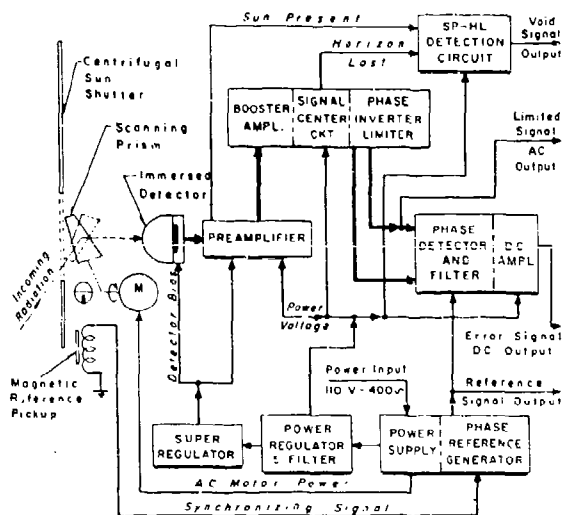 Sun Present
Horizon
Lost
SP-HL
DETECTION
CIRCUIT
Void
Signal
Output
Centrifugal
Sun
Shutter
Scanning
Prism
Immersed
Detector
BOOSTER
AMPL.
SIGNAL
CENTER
CKT
PHASE
INVERTER
LIMITER
Limited
Signal
AC
Output
PREAMPLIFIER
PHASE
DETECTOR
AND
FILTER
D.C.
AMPL
Incoming
Radiation
M
Detector Bias
Power
Voltage
Error Signal
DC Output
Magnetic
Reference
Pickup
Power Input
110 V-400~
Reference
Signal Output
SUPER
REGULATOR
POWER
REGULATOR
& FILTER
POWER
SUPPLY
PHASE
REFERENCE
GENERATOR
AC Motor Power
Synchronizing Signal